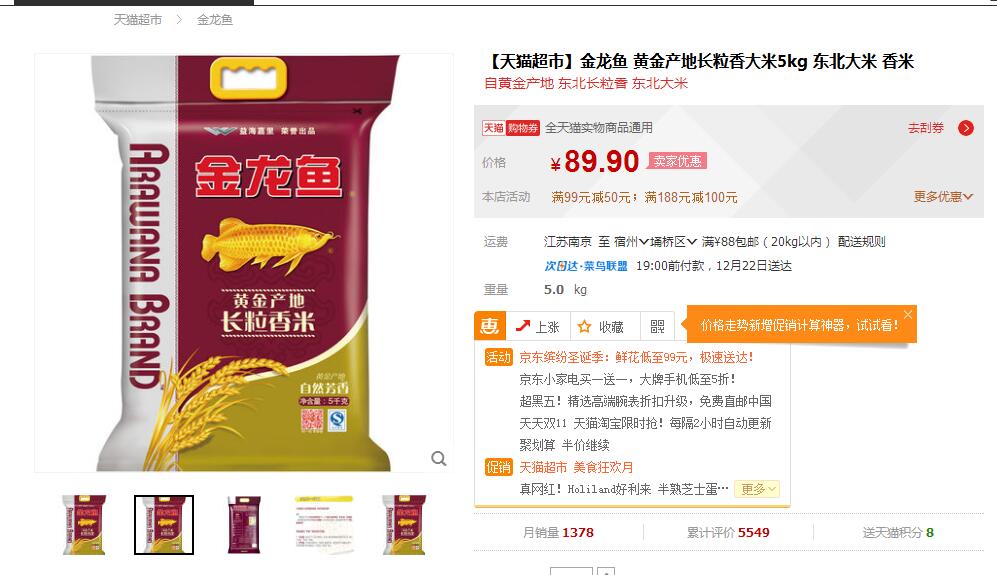 天猫超市 > 金龙鱼
益海嘉里 荣誉出品
金龙鱼
ARAWANA BRAND
黄金产地
长粒香米
黄金产地
自然芳香
净含量：5千克
【天猫超市】金龙鱼 黄金产地长粒香大米5kg 东北大米 香米
自黄金产地 东北长粒香 东北大米
天猫 购物券 全天猫实物商品通用 去刮券
价格 ¥89.90 卖家优惠
本店活动 满99元减50元；满188元减100元 更多优惠
运费 江苏南京 至 宿州 埇桥区 满¥88包邮（20kg以内） 配送规则
次日达·菜鸟联盟 19:00前付款，12月22日送达
重量 5.0 kg
惠 上涨 收藏 价格走势新增促销计算神器，试试看！
活动 京东缤纷圣诞季：鲜花低至99元，极速送达！
京东小家电买一送一，大牌手机低至5折！
超黑五！精选高端腕表折扣升级，免费直邮中国
天天双11 天猫淘宝限时抢！每隔2小时自动更新
聚划算 半价继续
促销 天猫超市 美食狂欢月
真网红！Holiland好利来 半熟芝士蛋… 更多
月销量 1378 累计评价 5549 送天猫积分 8